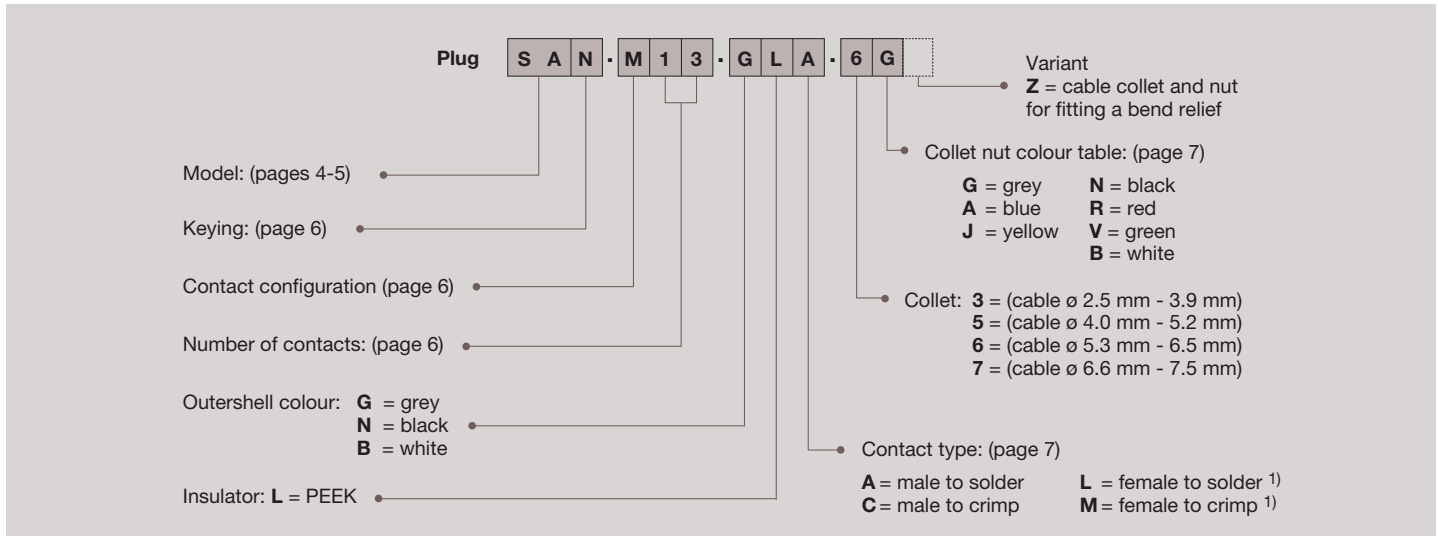 Plug S A N · M 1 3 · G L A · 6 G
Variant
Z = cable collet and nut
for fitting a bend relief
Collet nut colour table: (page 7)
G = grey N = black
A = blue R = red
J = yellow V = green
B = white
Model: (pages 4-5)
Keying: (page 6)
Contact configuration (page 6)
Collet: 3 = (cable ø 2.5 mm - 3.9 mm)
5 = (cable ø 4.0 mm - 5.2 mm)
6 = (cable ø 5.3 mm - 6.5 mm)
7 = (cable ø 6.6 mm - 7.5 mm)
Number of contacts: (page 6)
Outershell colour: G = grey
N = black
B = white
Contact type: (page 7)
A = male to solder L = female to solder 1)
C = male to crimp M = female to crimp 1)
Insulator: L = PEEK